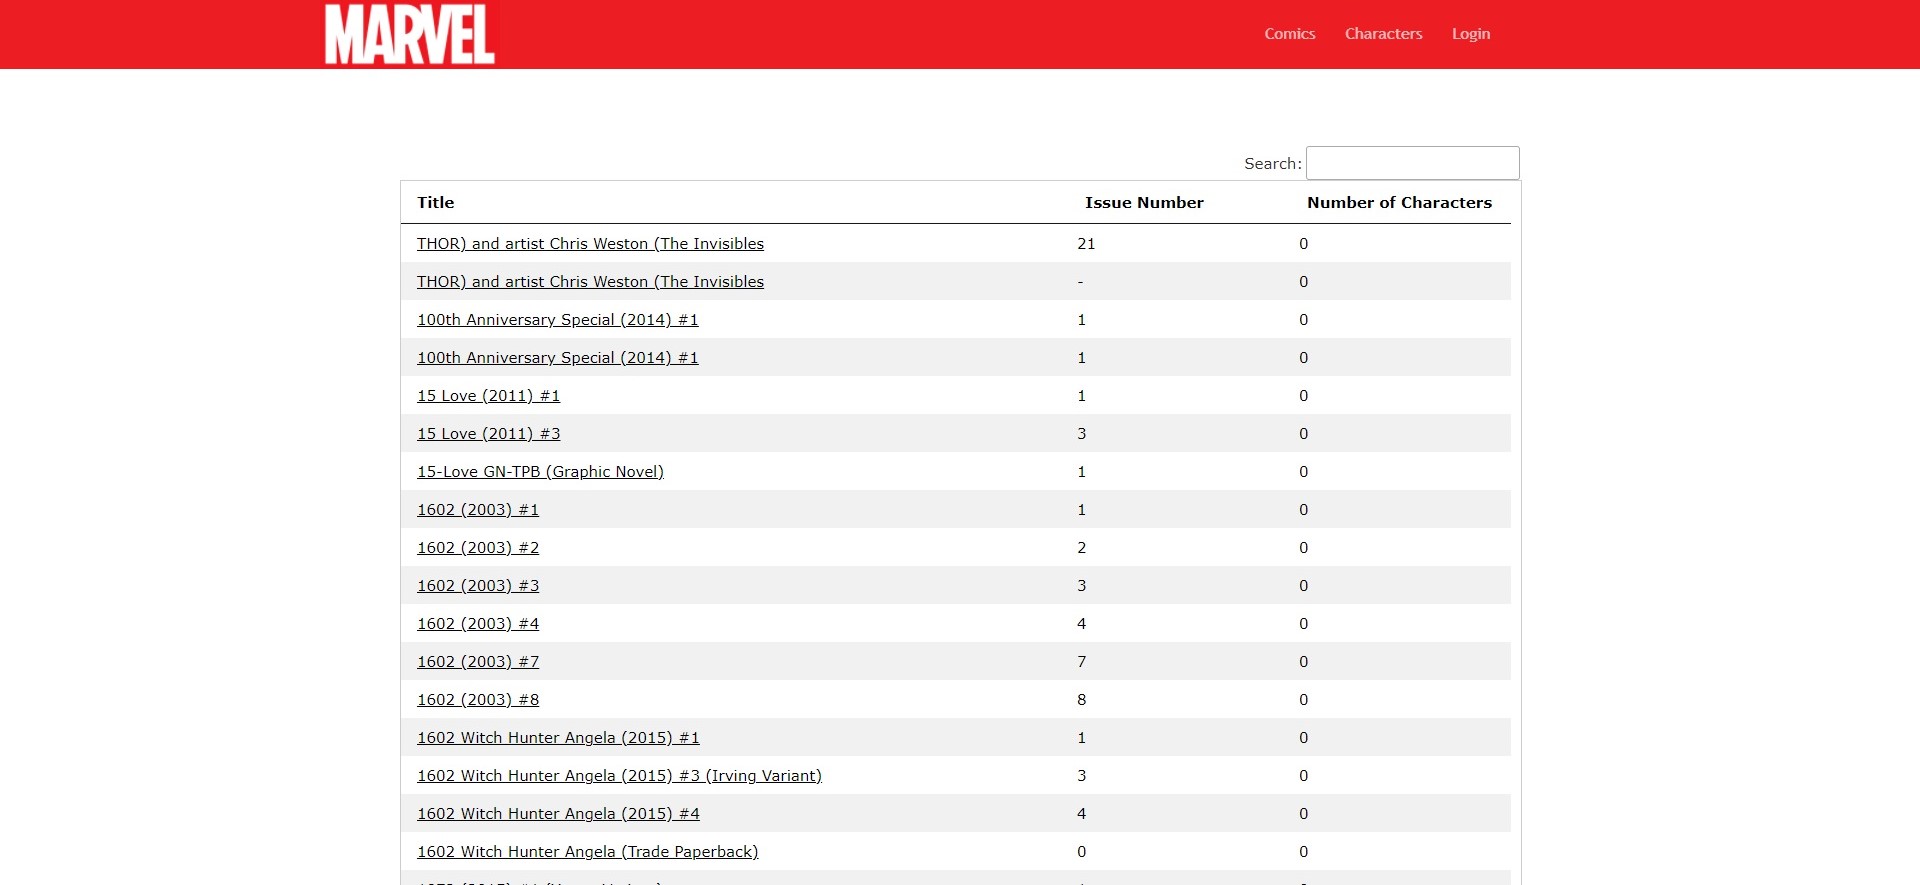 MARVEL
Comics Characters Login
Search:
Title Issue Number Number of Characters
THOR) and artist Chris Weston (The Invisibles 21 0
THOR) and artist Chris Weston (The Invisibles - 0
100th Anniversary Special (2014) #1 1 0
100th Anniversary Special (2014) #1 1 0
15 Love (2011) #1 1 0
15 Love (2011) #3 3 0
15-Love GN-TPB (Graphic Novel) 1 0
1602 (2003) #1 1 0
1602 (2003) #2 2 0
1602 (2003) #3 3 0
1602 (2003) #4 4 0
1602 (2003) #7 7 0
1602 (2003) #8 8 0
1602 Witch Hunter Angela (2015) #1 1 0
1602 Witch Hunter Angela (2015) #3 (Irving Variant) 3 0
1602 Witch Hunter Angela (2015) #4 4 0
1602 Witch Hunter Angela (Trade Paperback) 0 0